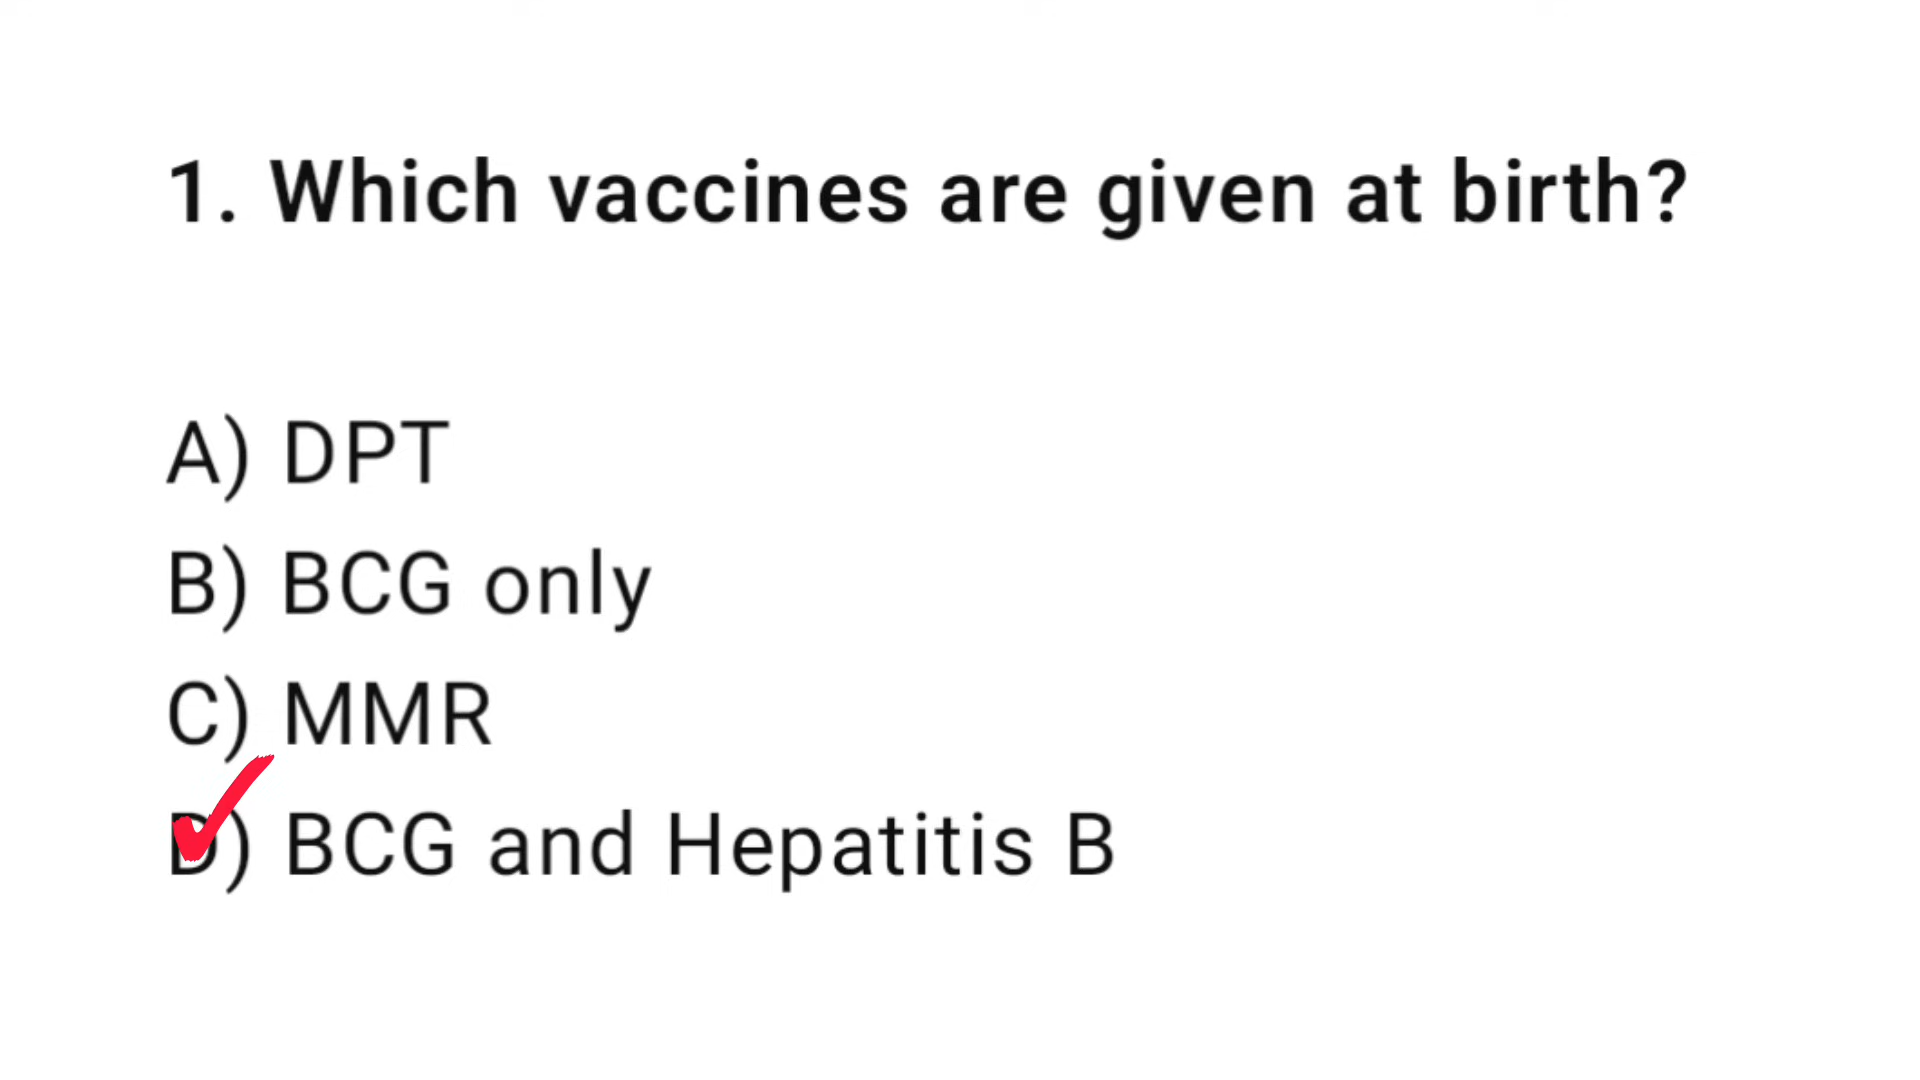 1. Which vaccines are given at birth?
A) DPT
B) BCG only
C) MMR
D) BCG and Hepatitis B